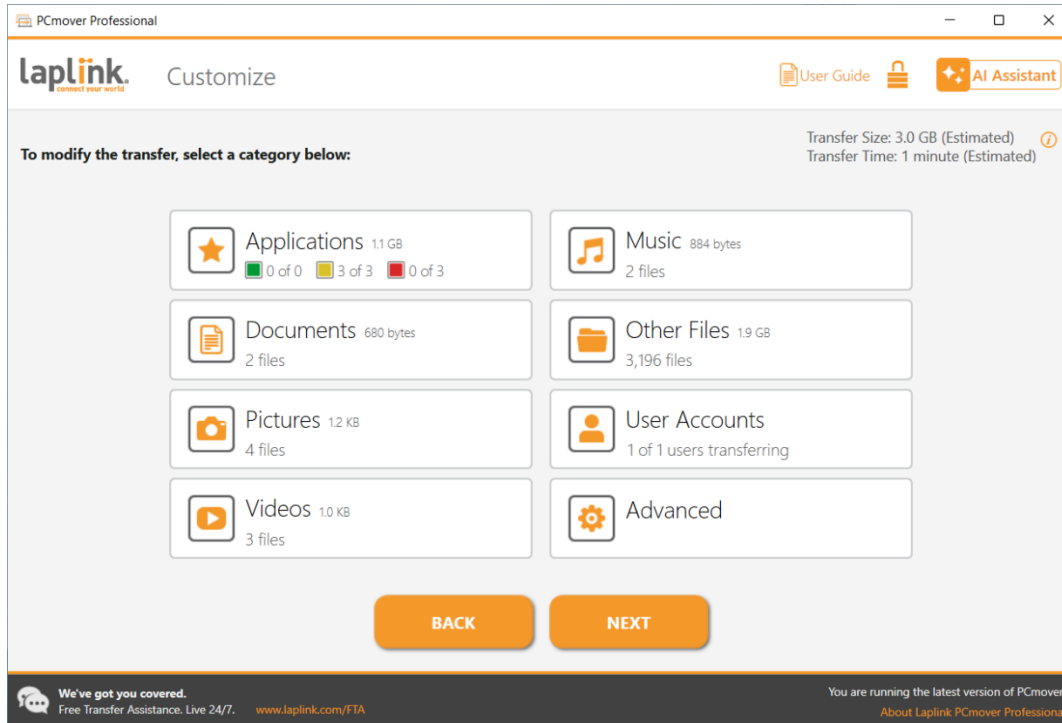 PCmover Professional
laplink.
connect your world
Customize
User Guide
AI Assistant
To modify the transfer, select a category below:
Transfer Size: 3.0 GB (Estimated)
Transfer Time: 1 minute (Estimated)
Applications 1.1 GB
0 of 0 3 of 3 0 of 3
Music 884 bytes
2 files
Documents 680 bytes
2 files
Other Files 1.9 GB
3,196 files
Pictures 1.2 KB
4 files
User Accounts
1 of 1 users transferring
Videos 1.0 KB
3 files
Advanced
BACK
NEXT
We've got you covered.
Free Transfer Assistance. Live 24/7. www.laplink.com/FTA
You are running the latest version of PCmover
About Laplink PCmover Professional